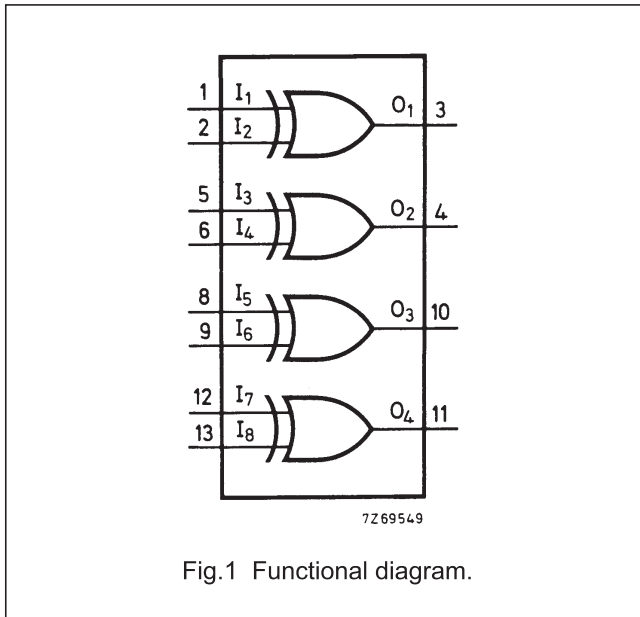 1 I₁ O₁ 3
2 I₂
5 I₃ O₂ 4
6 I₄
8 I₅ O₃ 10
9 I₆
12 I₇ O₄ 11
13 I₈
7Z69549
Fig.1 Functional diagram.